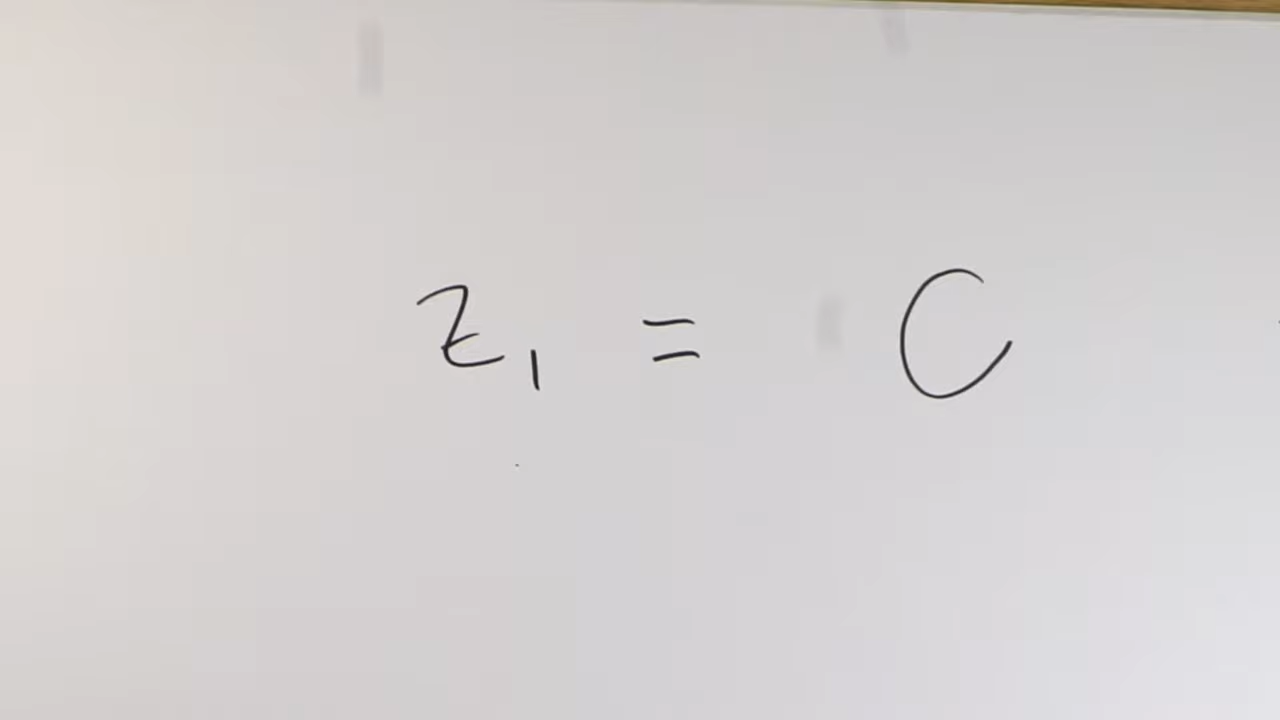 z₁ = C